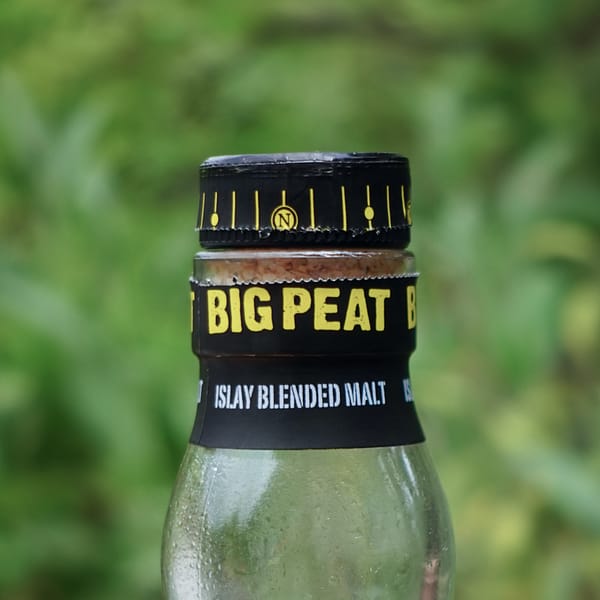 N
BIG PEAT
ISLAY BLENDED MALT